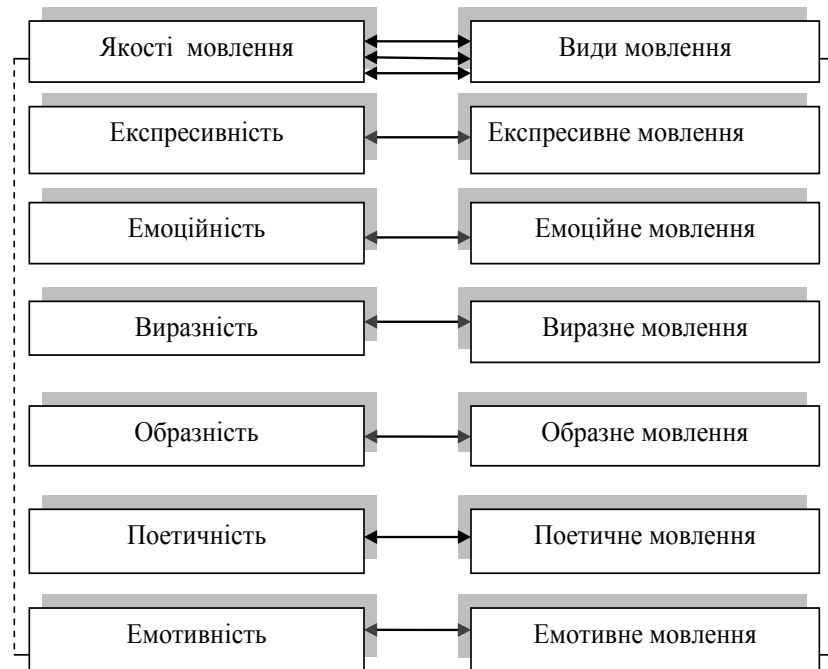 Якості мовлення
Види мовлення
Експресивність
Експресивне мовлення
Емоційність
Емоційне мовлення
Виразність
Виразне мовлення
Образність
Образне мовлення
Поетичність
Поетичне мовлення
Емотивність
Емотивне мовлення